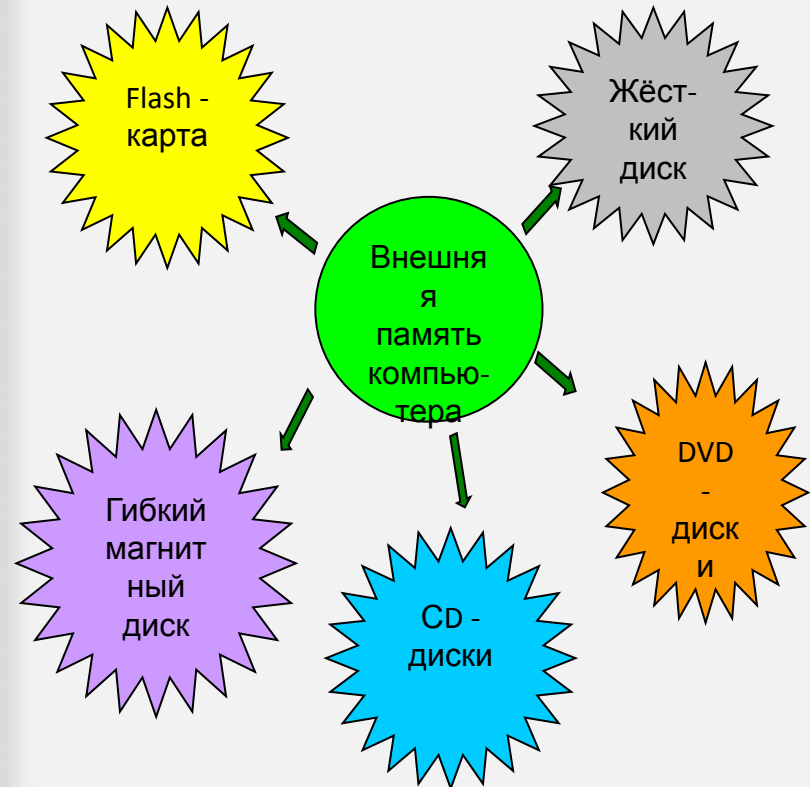 Flash -
карта
Жёст-
кий
диск
Внешня
я
память
компью-
тера
DVD
-
диск
и
Гибкий
магнит
ный
диск
CD -
диски